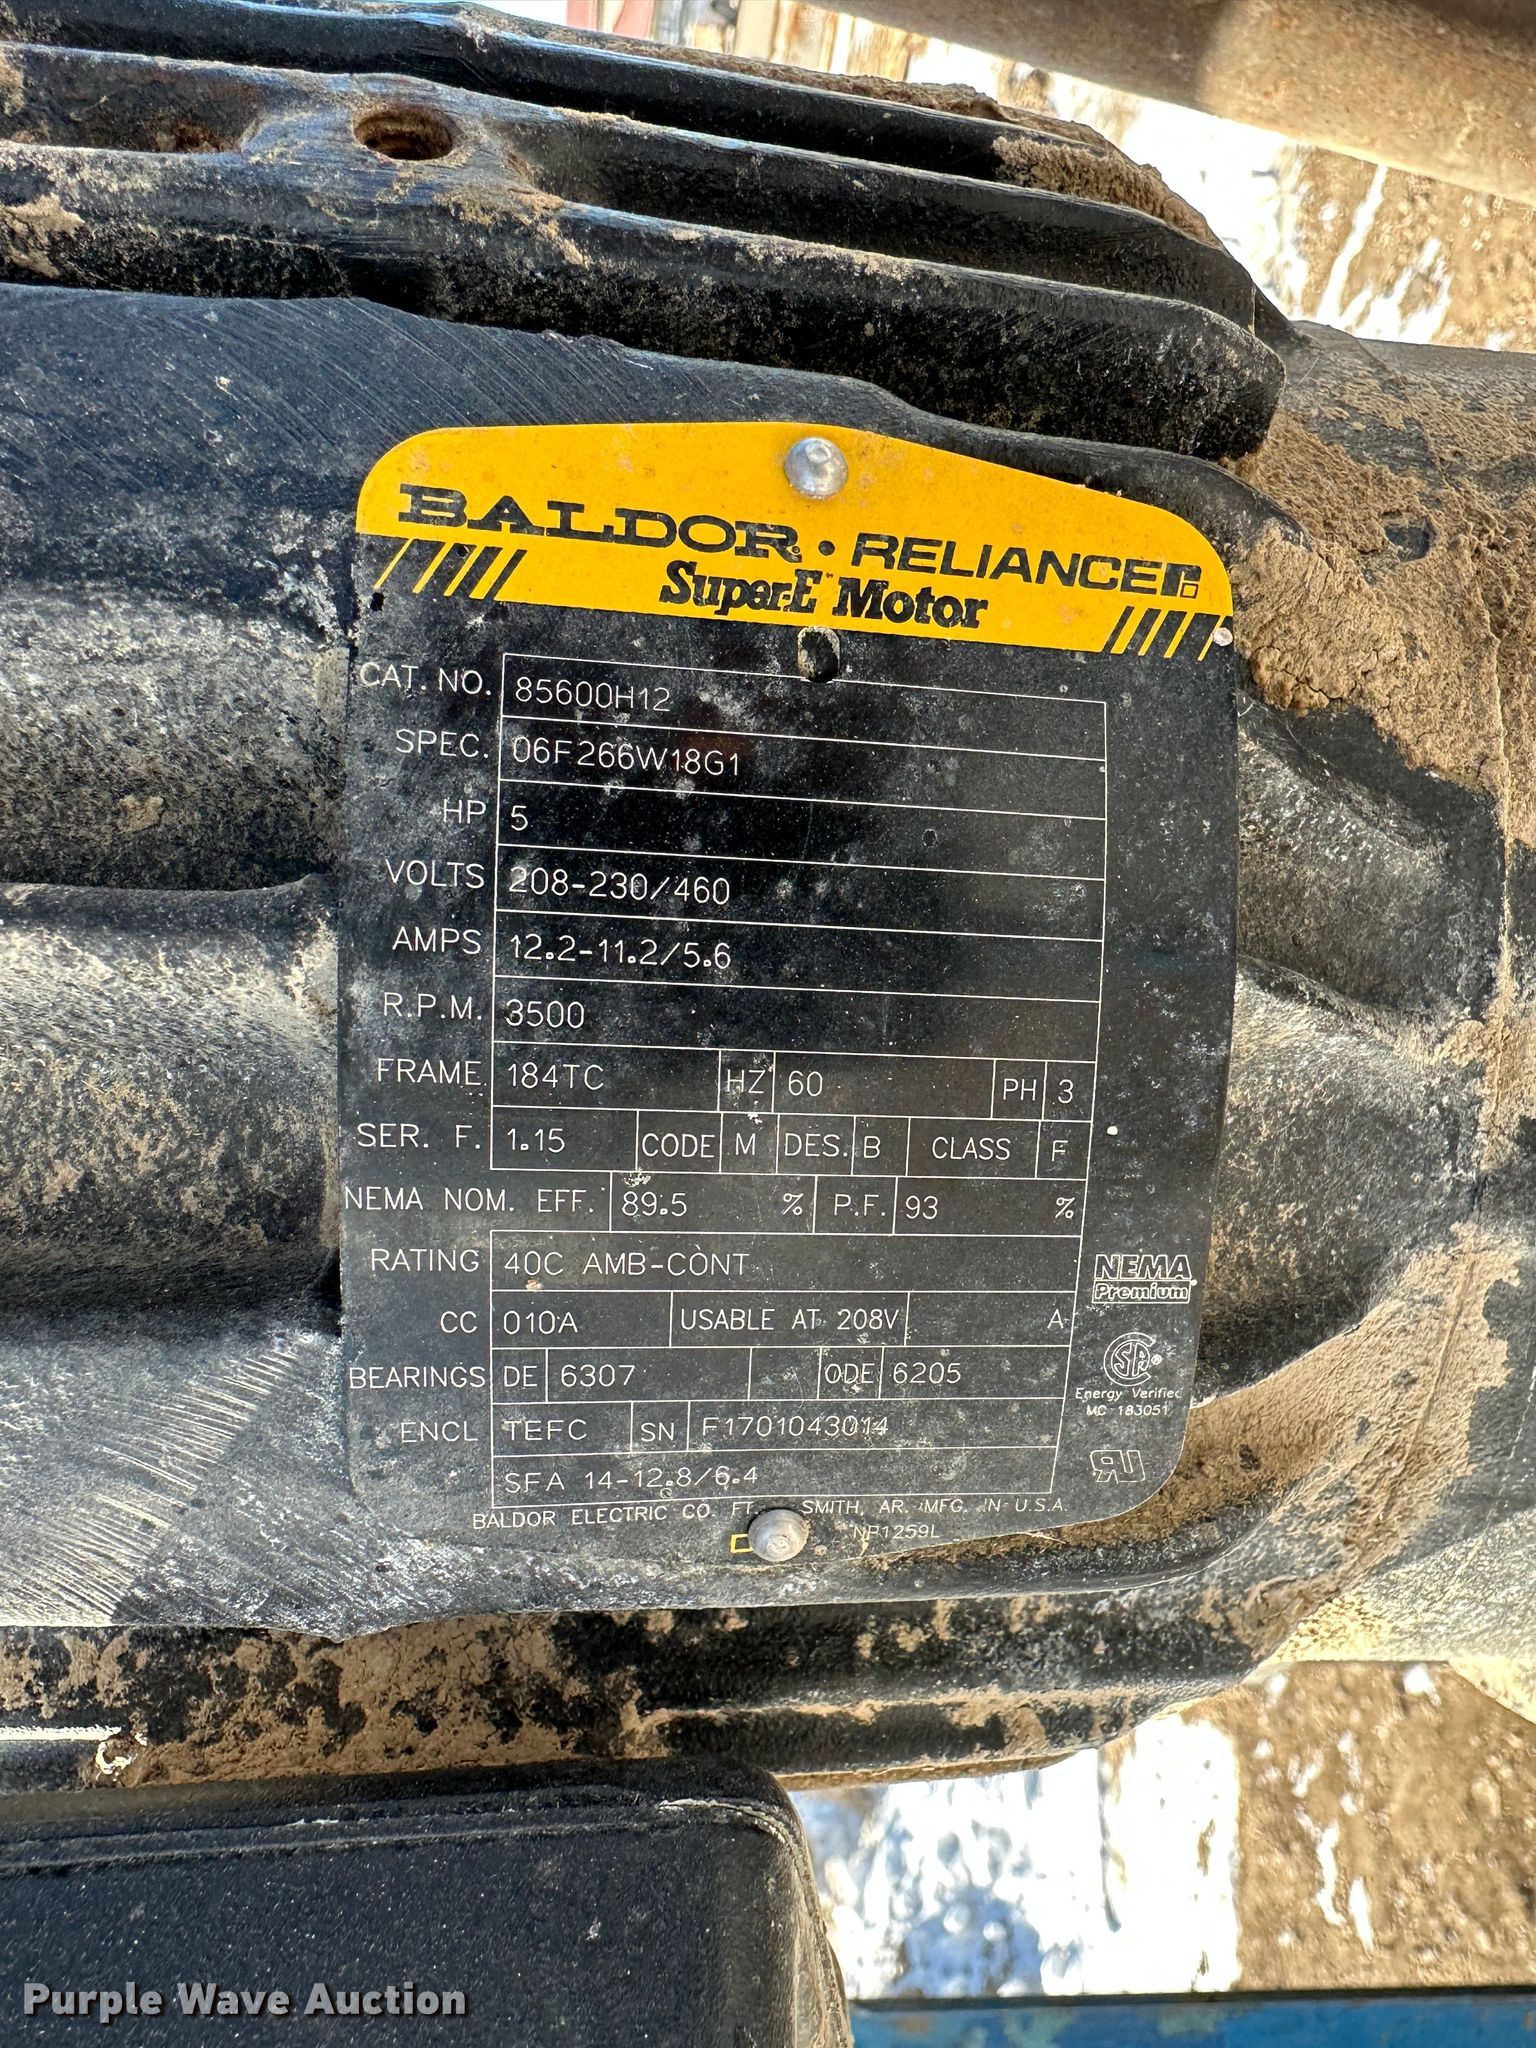 BALDOR • RELIANCE
Super-E™ Motor
CAT. NO. 85600H12
SPEC. 06F266W18G1
HP 5
VOLTS 208-230/460
AMPS 12.2-11.2/5.6
R.P.M. 3500
FRAME 184TC HZ 60 PH 3
SER. F. 1.15 CODE M DES. B CLASS F
NEMA NOM. EFF. 89.5 % P.F. 93 %
RATING 40C AMB-CONT
CC 010A USABLE AT 208V A
BEARINGS DE 6307 ODE 6205
ENCL TEFC SN F1701043014
SFA 14-12.8/6.4
BALDOR ELECTRIC CO. SMITH, AR. MFG. IN U.S.A.
NP1259L
NEMA
Premium
SA®
Energy Verified
MC 183051
Purple Wave Auction